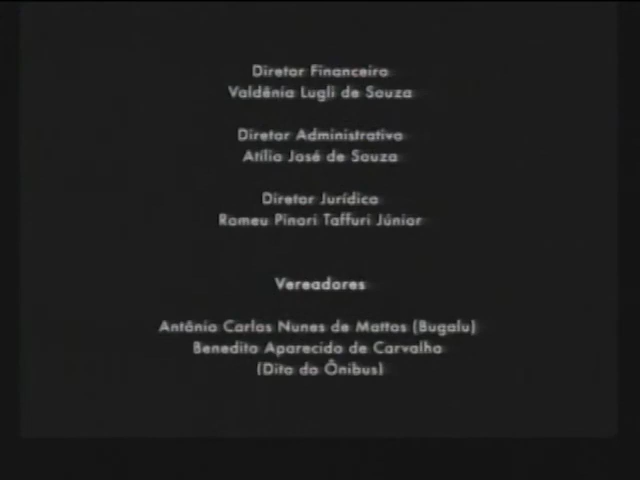 Diretor Financeiro
Valdênia Lugli de Souza
Diretor Administrativo
Atílio José de Souza
Diretor Jurídico
Romeu Pinori Taffuri Júnior
Vereadores
Antônio Carlos Nunes de Mattos (Bugalu)
Benedito Aparecido de Carvalho
(Dito do Ônibus)